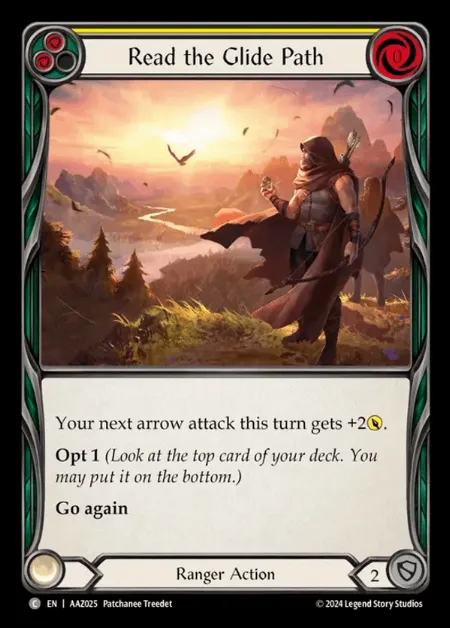 Read the Glide Path
0
Your next arrow attack this turn gets +2.
Opt 1 (Look at the top card of your deck. You
may put it on the bottom.)
Go again
Ranger Action
2
C EN | AAZ025 Patchanee Treedet
© 2024 Legend Story Studios